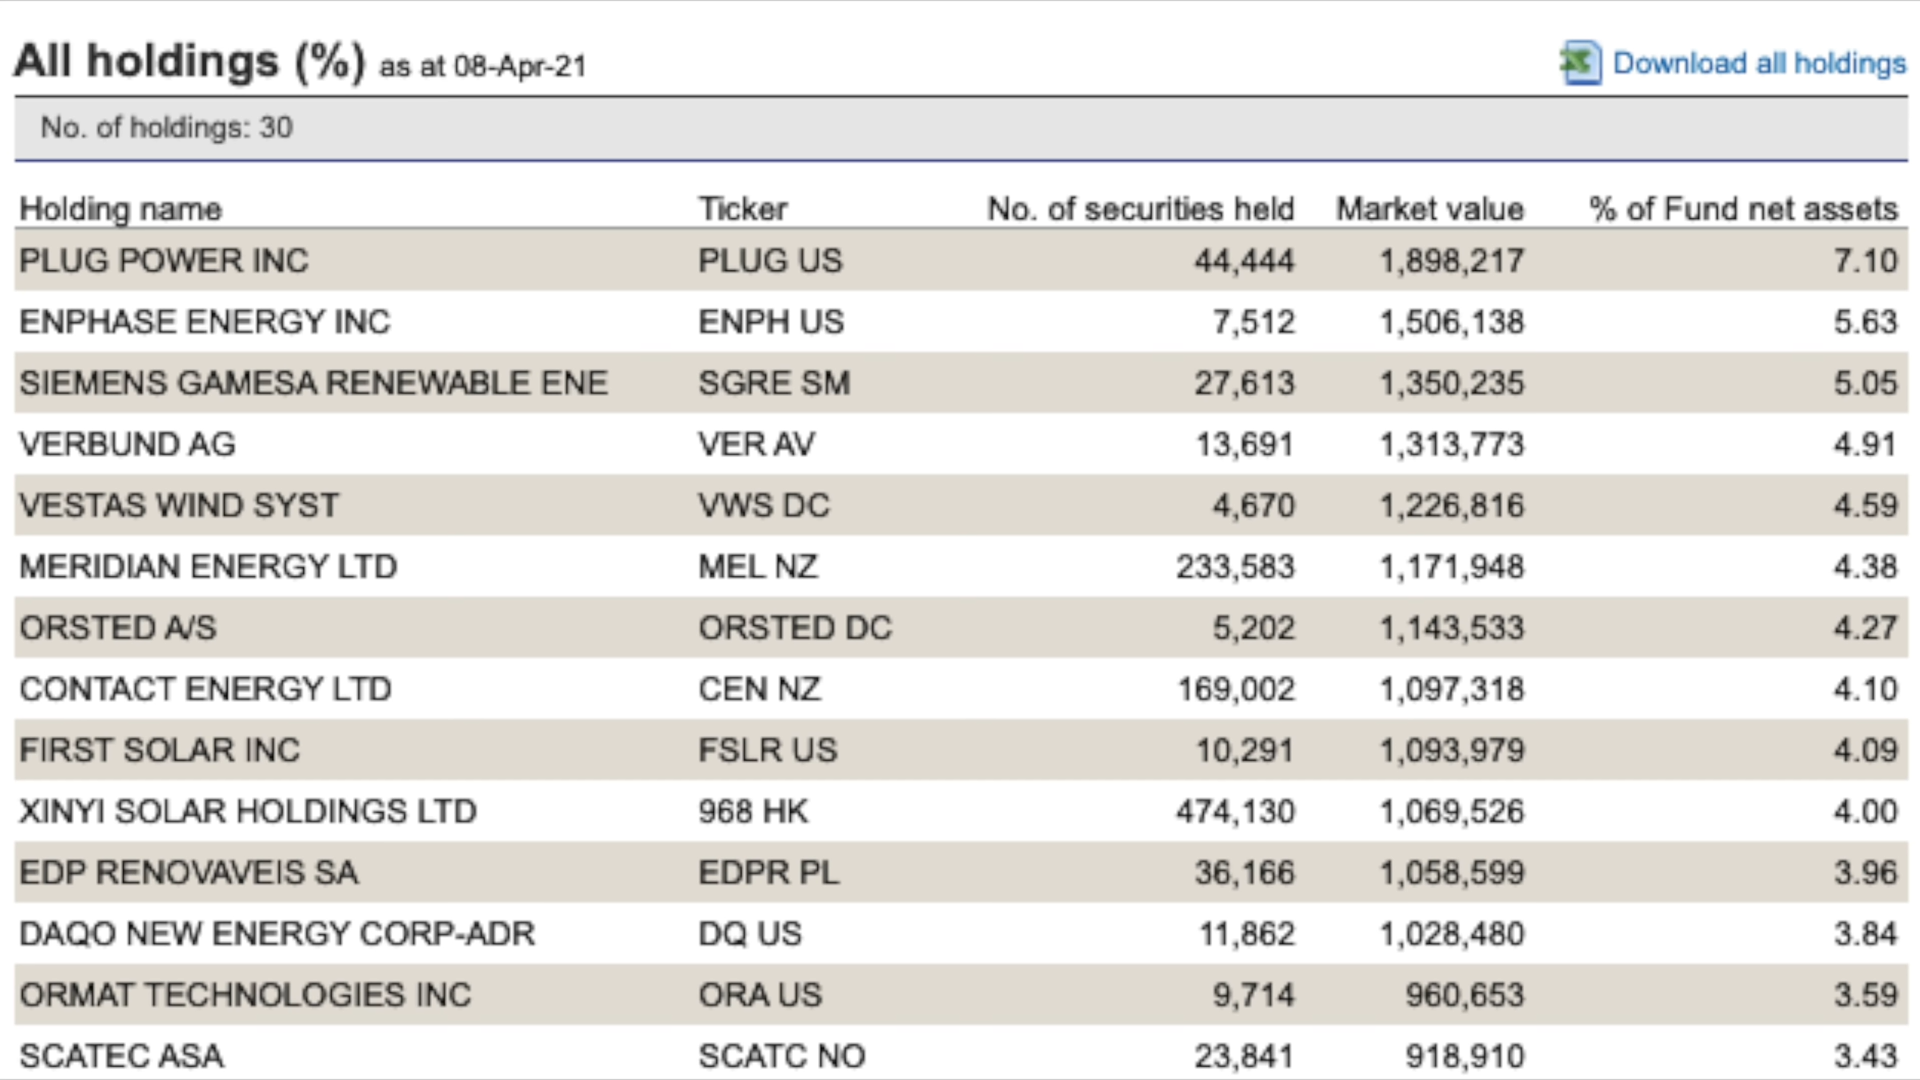 All holdings (%) as at 08-Apr-21
Download all holdings
No. of holdings: 30
Holding name Ticker No. of securities held Market value % of Fund net assets
PLUG POWER INC PLUG US 44,444 1,898,217 7.10
ENPHASE ENERGY INC ENPH US 7,512 1,506,138 5.63
SIEMENS GAMESA RENEWABLE ENE SGRE SM 27,613 1,350,235 5.05
VERBUND AG VER AV 13,691 1,313,773 4.91
VESTAS WIND SYST VWS DC 4,670 1,226,816 4.59
MERIDIAN ENERGY LTD MEL NZ 233,583 1,171,948 4.38
ORSTED A/S ORSTED DC 5,202 1,143,533 4.27
CONTACT ENERGY LTD CEN NZ 169,002 1,097,318 4.10
FIRST SOLAR INC FSLR US 10,291 1,093,979 4.09
XINYI SOLAR HOLDINGS LTD 968 HK 474,130 1,069,526 4.00
EDP RENOVAVEIS SA EDPR PL 36,166 1,058,599 3.96
DAQO NEW ENERGY CORP-ADR DQ US 11,862 1,028,480 3.84
ORMAT TECHNOLOGIES INC ORA US 9,714 960,653 3.59
SCATEC ASA SCATC NO 23,841 918,910 3.43